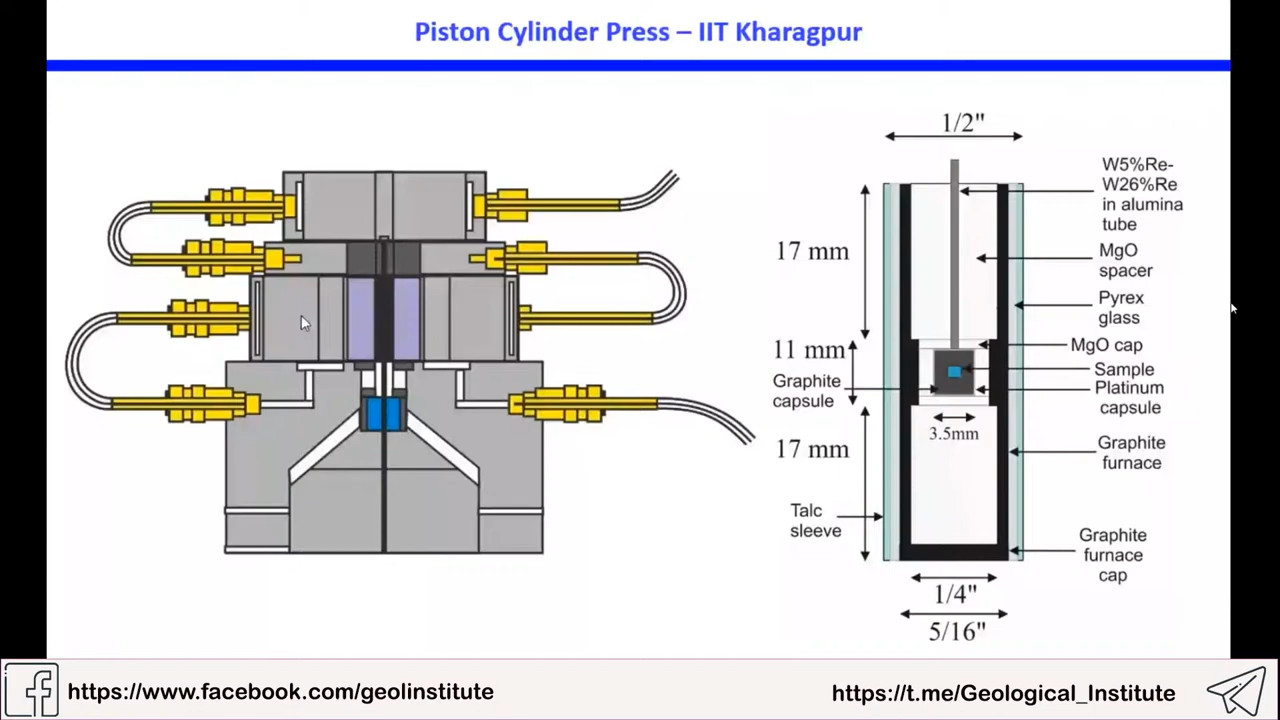 Piston Cylinder Press – IIT Kharagpur
1/2"
W5%Re-
W26%Re
in alumina
tube
17 mm
MgO
spacer
Pyrex
glass
MgO cap
11 mm
Sample
Graphite
capsule
Platinum
capsule
3.5mm
17 mm
Graphite
furnace
Talc
sleeve
Graphite
furnace
cap
1/4"
5/16"
https://www.facebook.com/geolinstitute
https://t.me/Geological_Institute